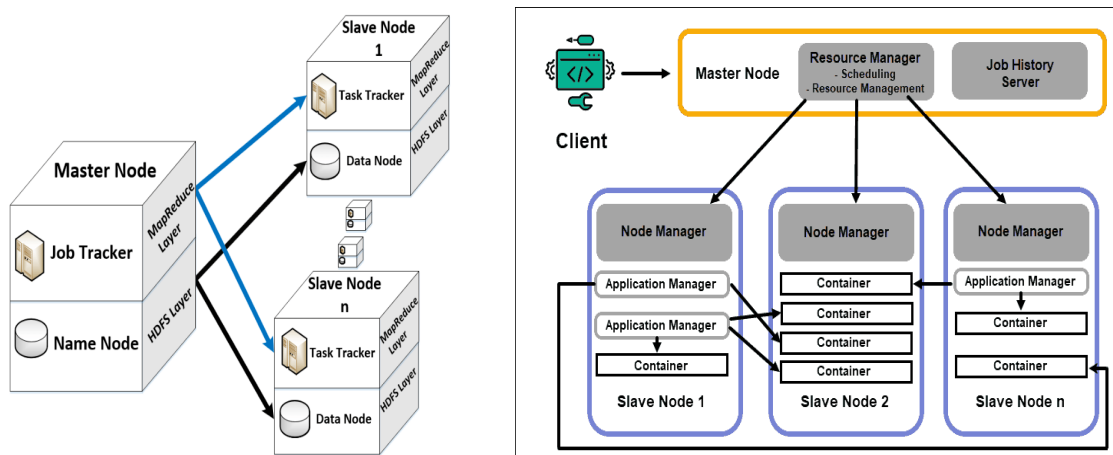 Slave Node
1
Task Tracker
MapReduce
Layer
Data Node
HDFS Layer
Master Node
Job Tracker
MapReduce
Layer
Name Node
HDFS Layer
Slave Node
n
Task Tracker
MapReduce
Layer
Data Node
HDFS Layer
Client
Master Node
Resource Manager
- Scheduling
- Resource Management
Job History
Server
Node Manager
Application Manager
Application Manager
Container
Slave Node 1
Node Manager
Container
Container
Container
Container
Slave Node 2
Node Manager
Application Manager
Container
Container
Slave Node n